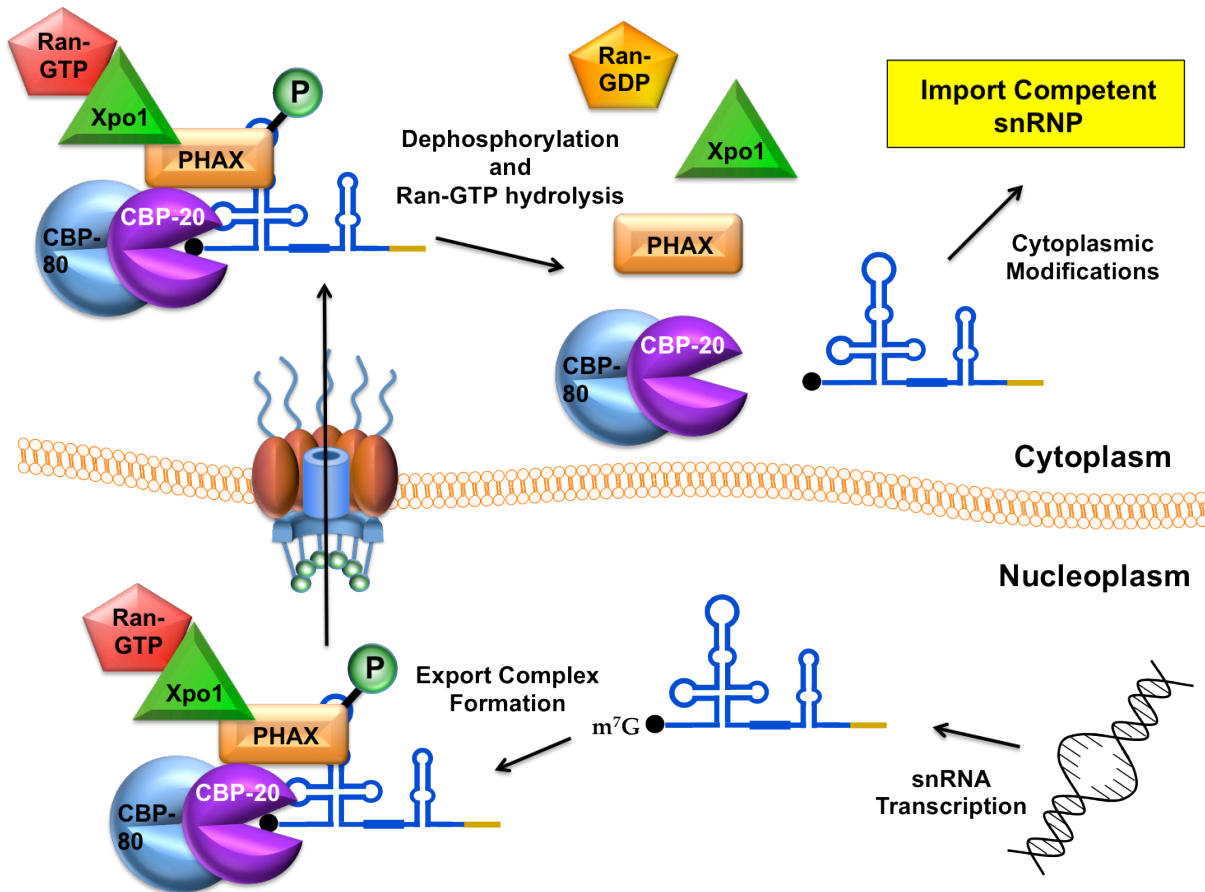 Ran-
GTP
Xpo1
P
PHAX
CBP-20
CBP-
80
Dephosphorylation
and
Ran-GTP hydrolysis
Ran-
GDP
Xpo1
PHAX
CBP-20
CBP-
80
Import Competent
snRNP
Cytoplasmic
Modifications
Cytoplasm
Nucleoplasm
Ran-
GTP
Xpo1
P
PHAX
CBP-20
CBP-
80
Export Complex
Formation
m⁷G
snRNA
Transcription